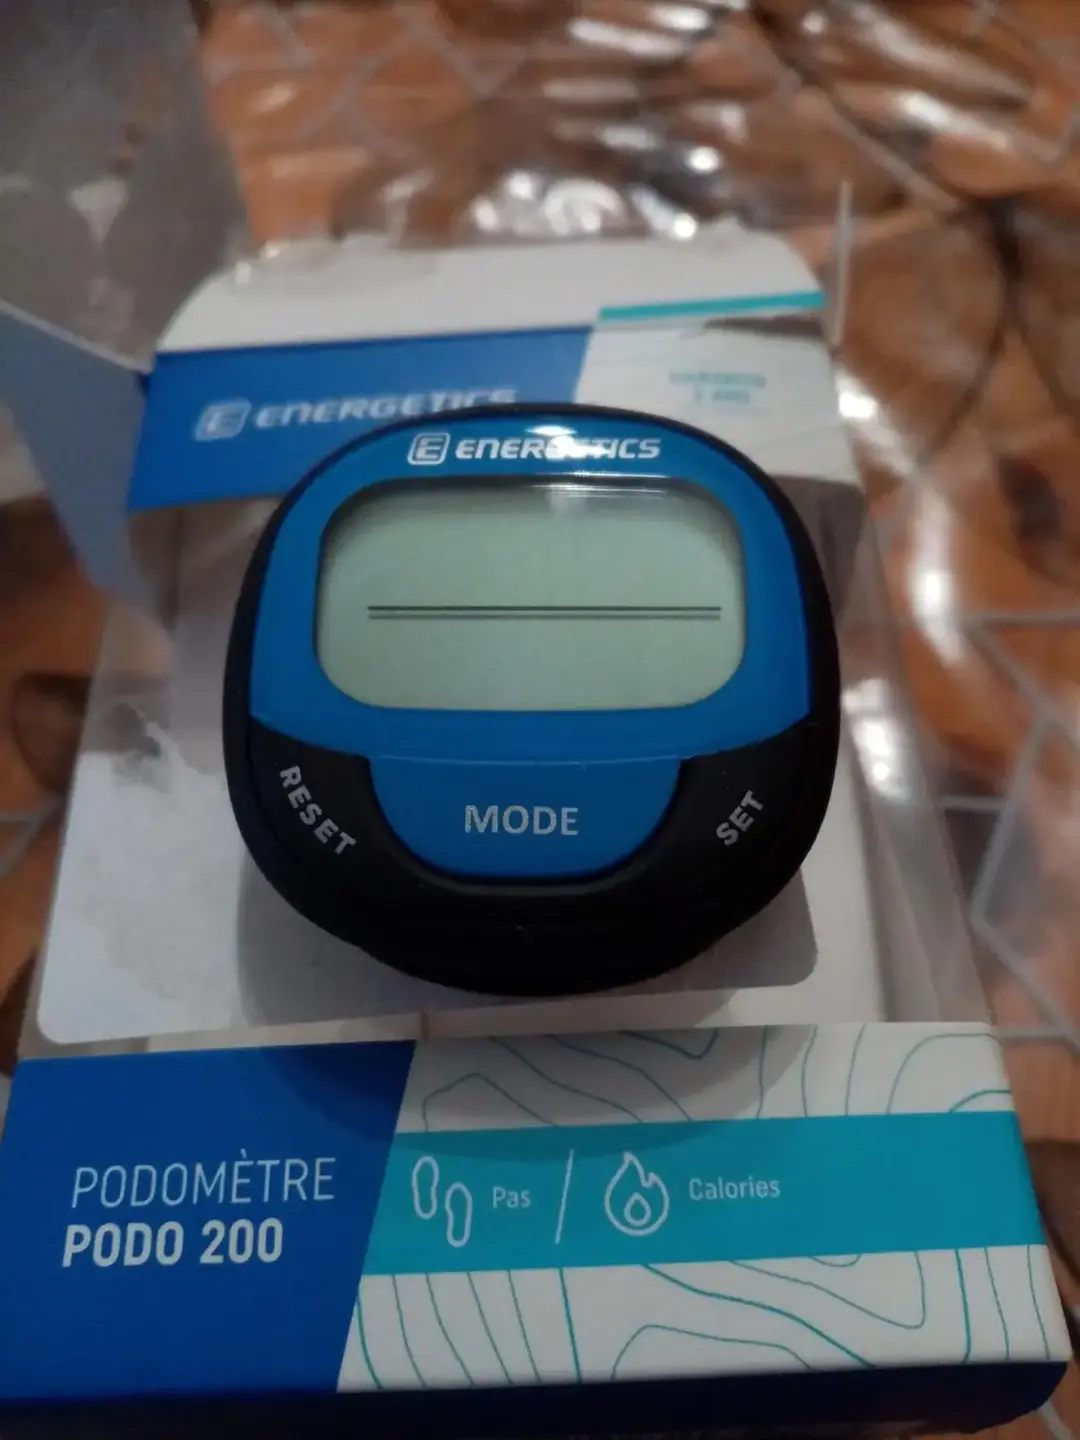 ENERGETICS
ENERGETICS
RESET
MODE
SET
PODOMÈTRE
PODO 200
Pas
Calories